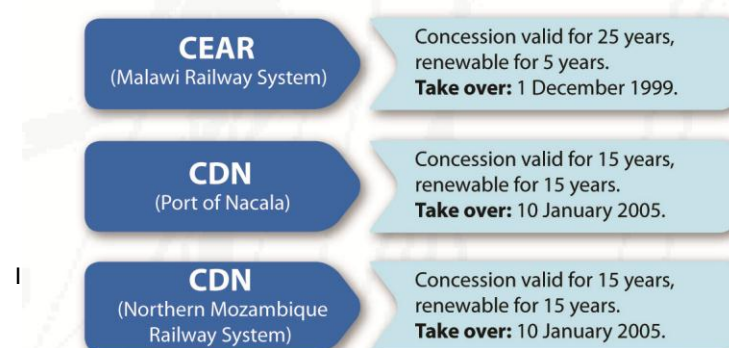 CEAR
(Malawi Railway System)
Concession valid for 25 years,
renewable for 5 years.
Take over: 1 December 1999.
CDN
(Port of Nacala)
Concession valid for 15 years,
renewable for 15 years.
Take over: 10 January 2005.
I
CDN
(Northern Mozambique
Railway System)
Concession valid for 15 years,
renewable for 15 years.
Take over: 10 January 2005.